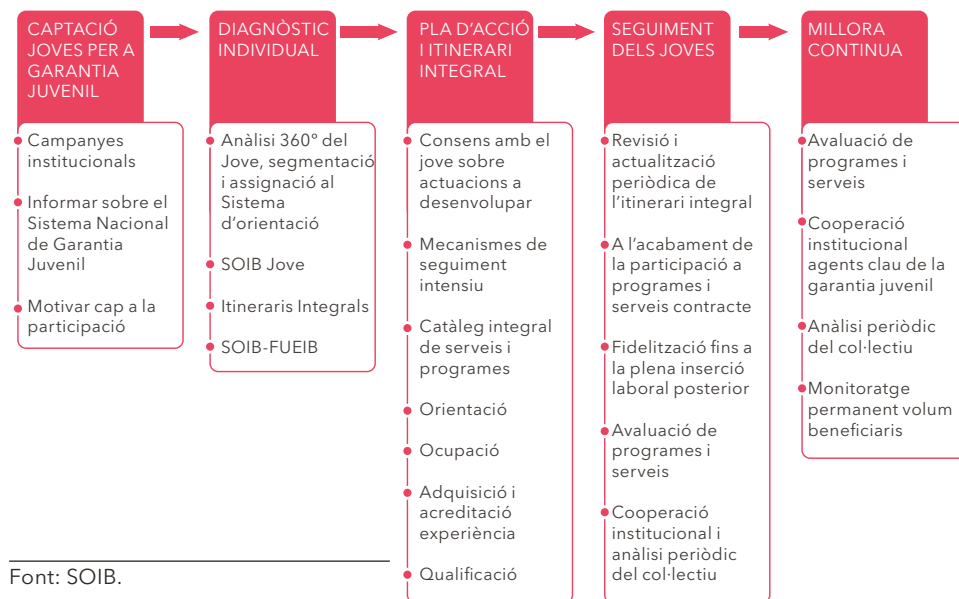 CAPTACIÓ
JOVES PER A
GARANTIA
JUVENIL
Campanyes
institucionals
Informar sobre el
Sistema Nacional
de Garantia
Juvenil
Motivar cap a la
participació
DIAGNÒSTIC
INDIVIDUAL
Anàlisi 360° del
Jove, segmentació
i assignació al
Sistema
d'orientació
SOIB Jove
Itineraris Integrals
SOIB-FUEIB
PLA D'ACCIÓ
I ITINERARI
INTEGRAL
Consens amb el
jove sobre
actuacions a
desenvolupar
Mecanismes de
seguiment
intensiu
Catàleg integral
de serveis i
programes
Orientació
Ocupació
Adquisició i
acreditació
experiència
Qualificació
SEGUIMENT
DELS JOVES
Revisió i
actualització
periòdica de
l'itinerari integral
A l'acabament de
la participació a
programes i
serveis contracte
Fidelització fins a
la plena inserció
laboral posterior
Avaluació de
programes i
serveis
Cooperació
institucional i
anàlisi periòdic
del col·lectiu
MILLORA
CONTINUA
Avaluació de
programes i
serveis
Cooperació
institucional
agents clau de la
garantia juvenil
Anàlisi periòdic
del col·lectiu
Monitoratge
permanent volum
beneficiaris
Font: SOIB.